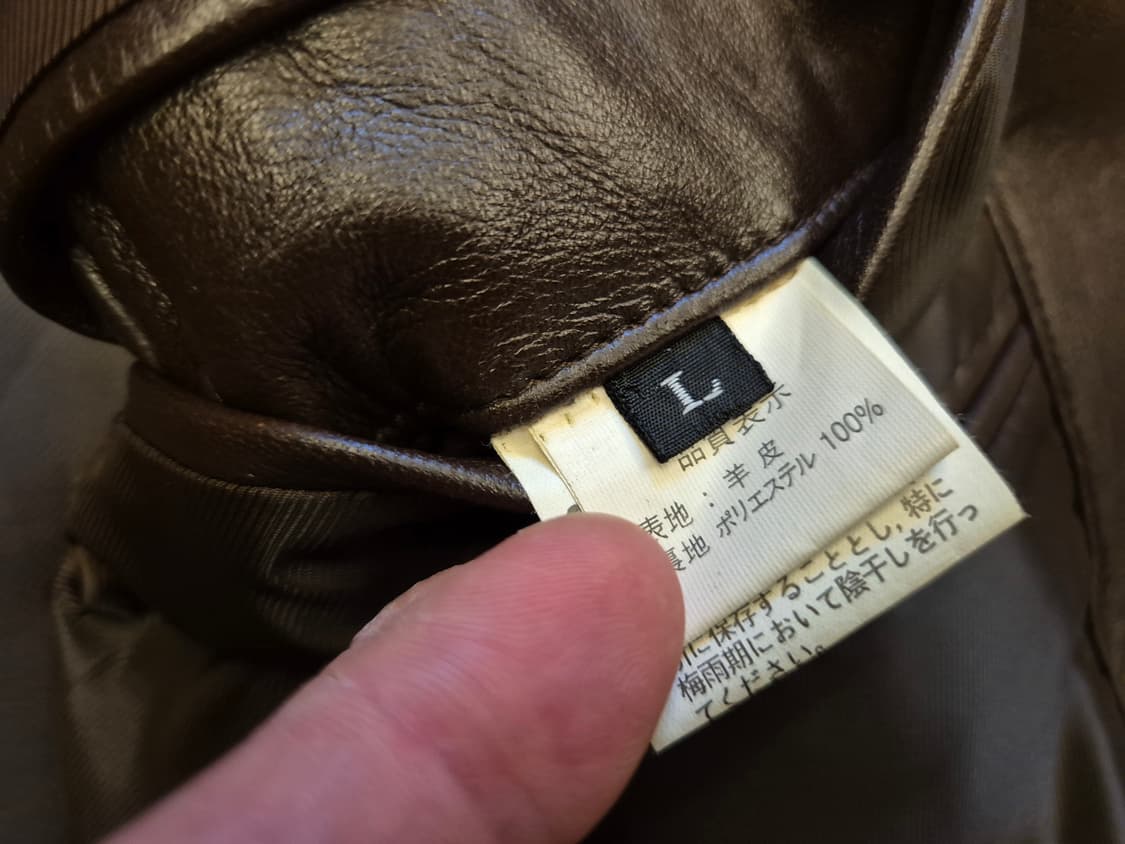 L
品質表示
表地：羊皮
裏地 ポリエステル 100%
に保存することとし,特に
梅雨期において陰干しを行っ
てください。